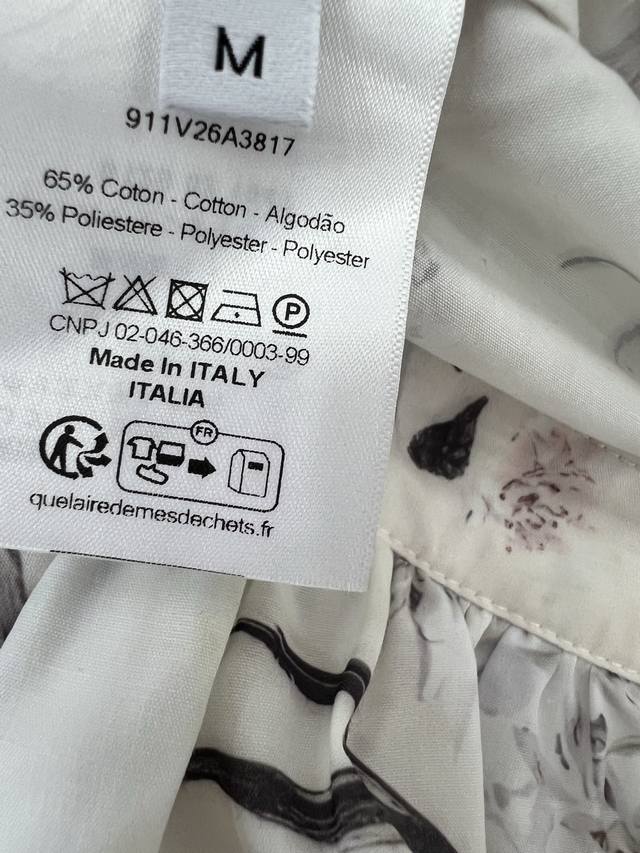 M
911V26A3817
65% Coton - Cotton - Algodão
35% Poliestere - Polyester - Polyester
P
CNPJ 02-046-366/0003-99
Made In ITALY
ITALIA
FR
quelairedemesdechets.fr